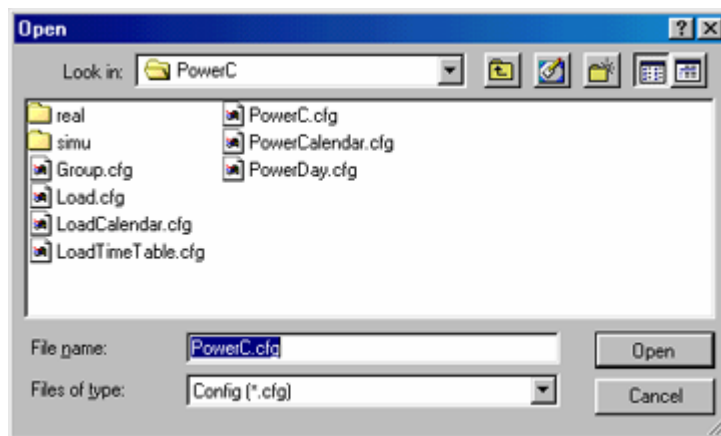 Open
Look in: PowerC
real PowerC.cfg
simu PowerCalendar.cfg
Group.cfg PowerDay.cfg
Load.cfg
LoadCalendar.cfg
LoadTimeTable.cfg
File name: PowerC.cfg Open
Files of type: Config (*.cfg) Cancel